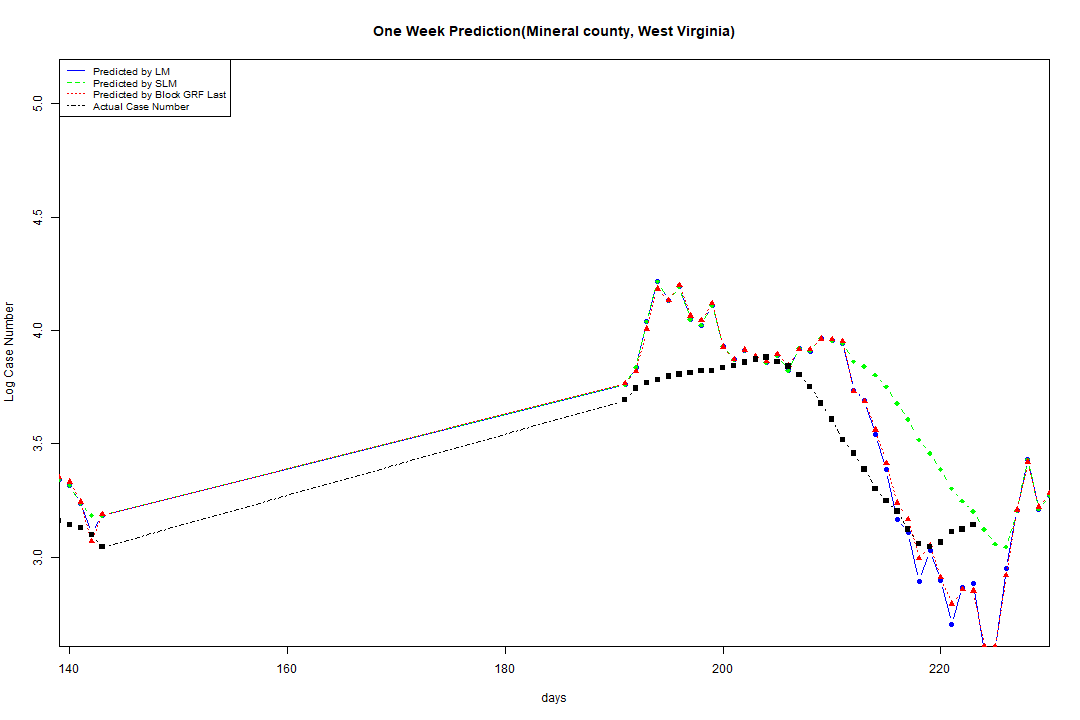 One Week Prediction(Mineral county, West Virginia)
Predicted by LM
Predicted by SLM
Predicted by Block GRF Last
Actual Case Number
5.0
4.5
4.0
3.5
3.0
Log Case Number
140 160 180 200 220
days